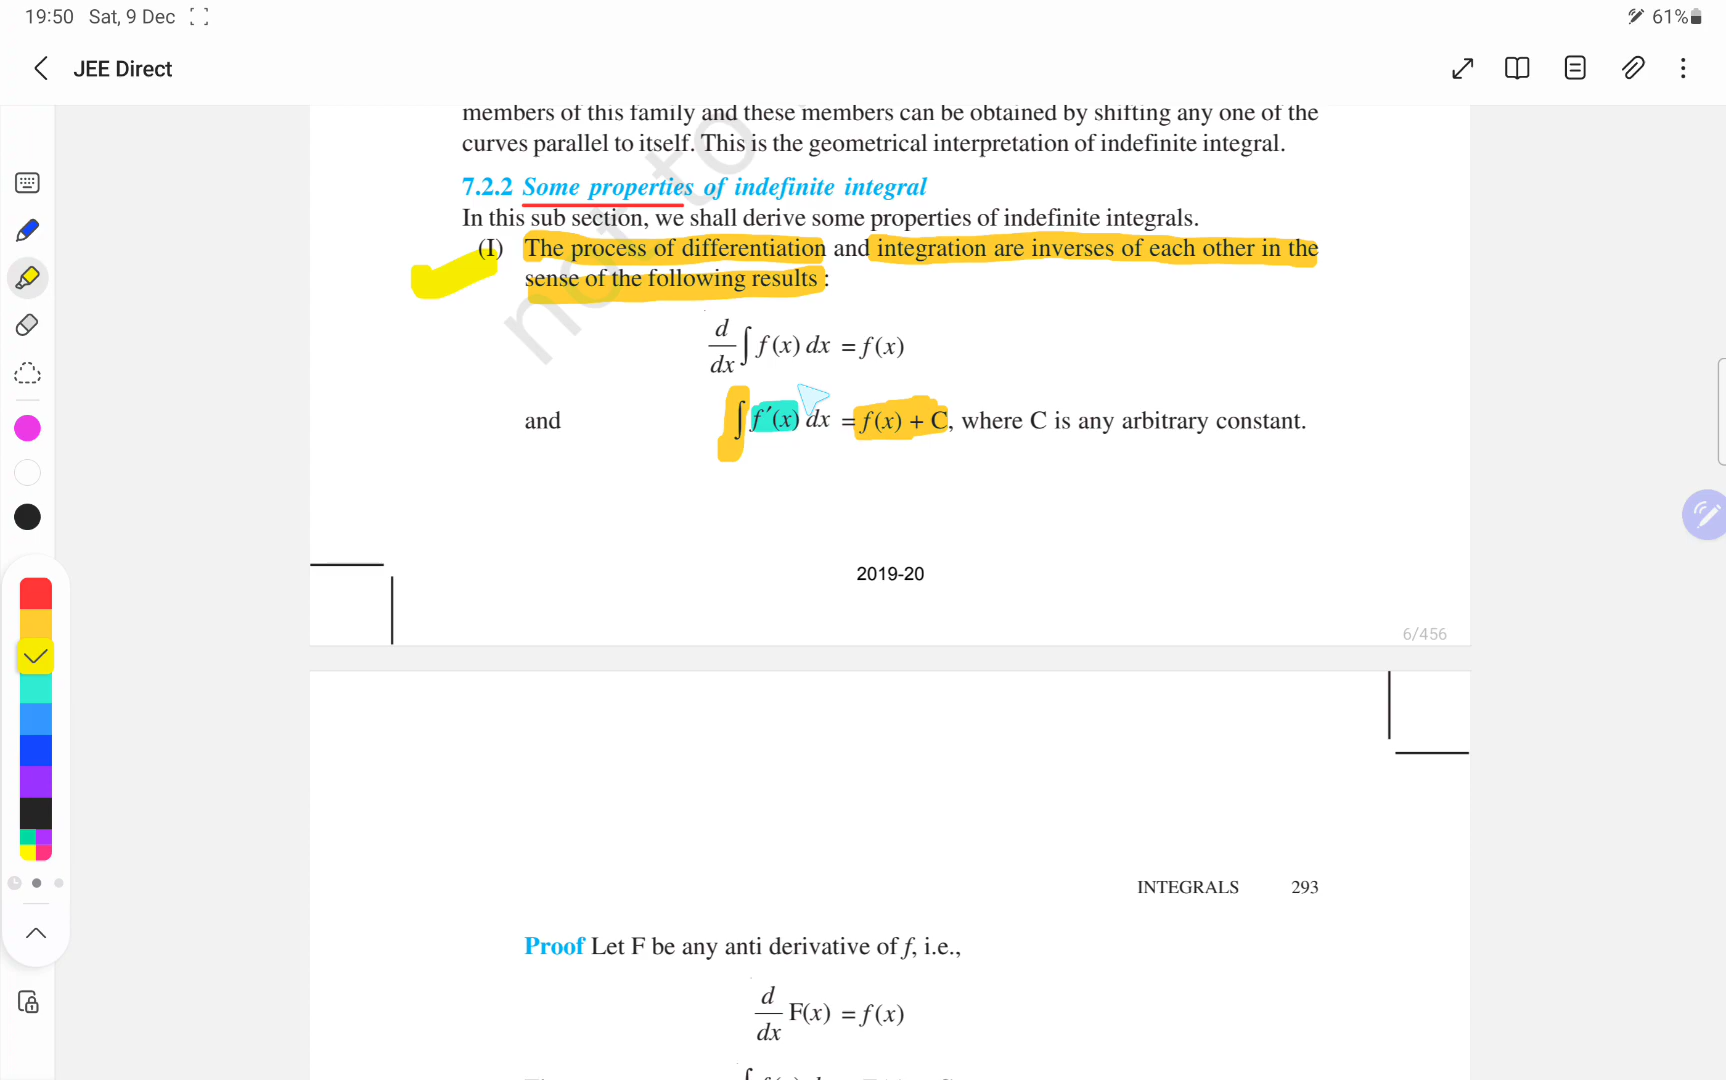 19:50 Sat, 9 Dec
61%
JEE Direct
members of this family and these members can be obtained by shifting any one of the
curves parallel to itself. This is the geometrical interpretation of indefinite integral.
7.2.2 Some properties of indefinite integral
In this sub section, we shall derive some properties of indefinite integrals.
(I) The process of differentiation and integration are inverses of each other in the
sense of the following results :
d/dx ∫ f(x) dx = f(x)
and ∫ f′(x) dx = f(x) + C, where C is any arbitrary constant.
not to
2019-20
6/456
INTEGRALS 293
Proof Let F be any anti derivative of f, i.e.,
d/dx F(x) = f(x)